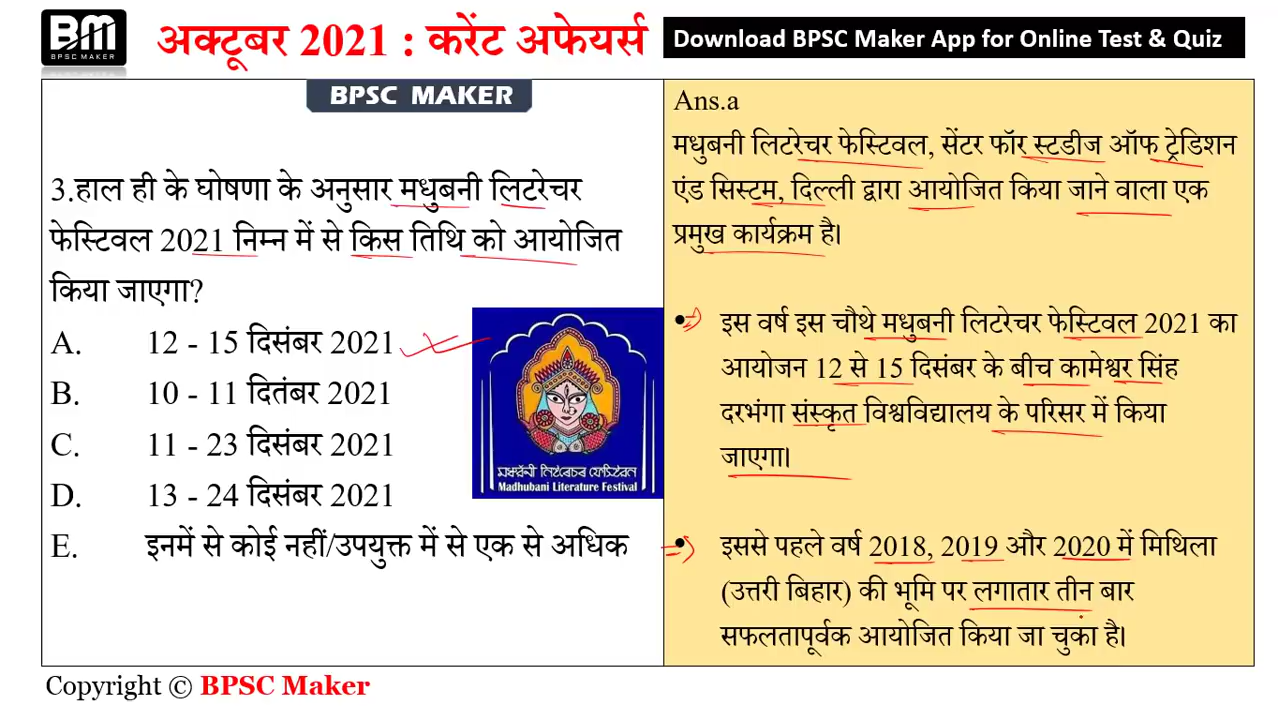 BM
BPSC MAKER
अक्टूबर 2021 : करेंट अफेयर्स
Download BPSC Maker App for Online Test & Quiz
BPSC MAKER
3.हाल ही के घोषणा के अनुसार मधुबनी लिटरेचर
फेस्टिवल 2021 निम्न में से किस तिथि को आयोजित
किया जाएगा?
A. 12 - 15 दिसंबर 2021
B. 10 - 11 दितंबर 2021
C. 11 - 23 दिसंबर 2021
D. 13 - 24 दिसंबर 2021
E. इनमें से कोई नहीं/उपयुक्त में से एक से अधिक
Madhubani Literature Festival
Ans.a
मधुबनी लिटरेचर फेस्टिवल, सेंटर फॉर स्टडीज ऑफ ट्रेडिशन
एंड सिस्टम, दिल्ली द्वारा आयोजित किया जाने वाला एक
प्रमुख कार्यक्रम है।
• इस वर्ष इस चौथे मधुबनी लिटरेचर फेस्टिवल 2021 का
आयोजन 12 से 15 दिसंबर के बीच कामेश्वर सिंह
दरभंगा संस्कृत विश्वविद्यालय के परिसर में किया
जाएगा।
• इससे पहले वर्ष 2018, 2019 और 2020 में मिथिला
(उत्तरी बिहार) की भूमि पर लगातार तीन बार
सफलतापूर्वक आयोजित किया जा चुका है।
Copyright © BPSC Maker